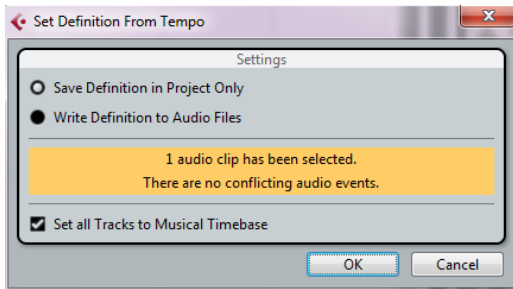 Set Definition From Tempo
Settings
Save Definition in Project Only
Write Definition to Audio Files
1 audio clip has been selected.
There are no conflicting audio events.
Set all Tracks to Musical Timebase
OK Cancel